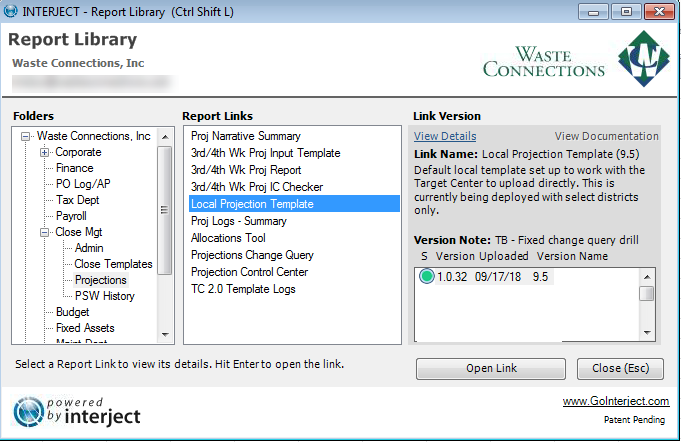 INTERJECT - Report Library (Ctrl Shift L)
Report Library
Waste Connections, Inc
WASTE
CONNECTIONS
Folders
Waste Connections, Inc
Corporate
Finance
PO Log/AP
Tax Dept
Payroll
Close Mgt
Admin
Close Templates
Projections
PSW History
Budget
Fixed Assets
Report Links
Proj Narrative Summary
3rd/4th Wk Proj Input Template
3rd/4th Wk Proj Report
3rd/4th Wk Proj IC Checker
Local Projection Template
Proj Logs - Summary
Allocations Tool
Projections Change Query
Projection Control Center
TC 2.0 Template Logs
Link Version
View Details View Documentation
Link Name: Local Projection Template (9.5)
Default local template set up to work with the
Target Center to upload directly. This is
currently being deployed with select districts
only.
Version Note: TB - Fixed change query drill
S Version Uploaded Version Name
1.0.32 09/17/18 9.5
Select a Report Link to view its details. Hit Enter to open the link.
Open Link
Close (Esc)
powered
by interject
www.GoInterject.com
Patent Pending